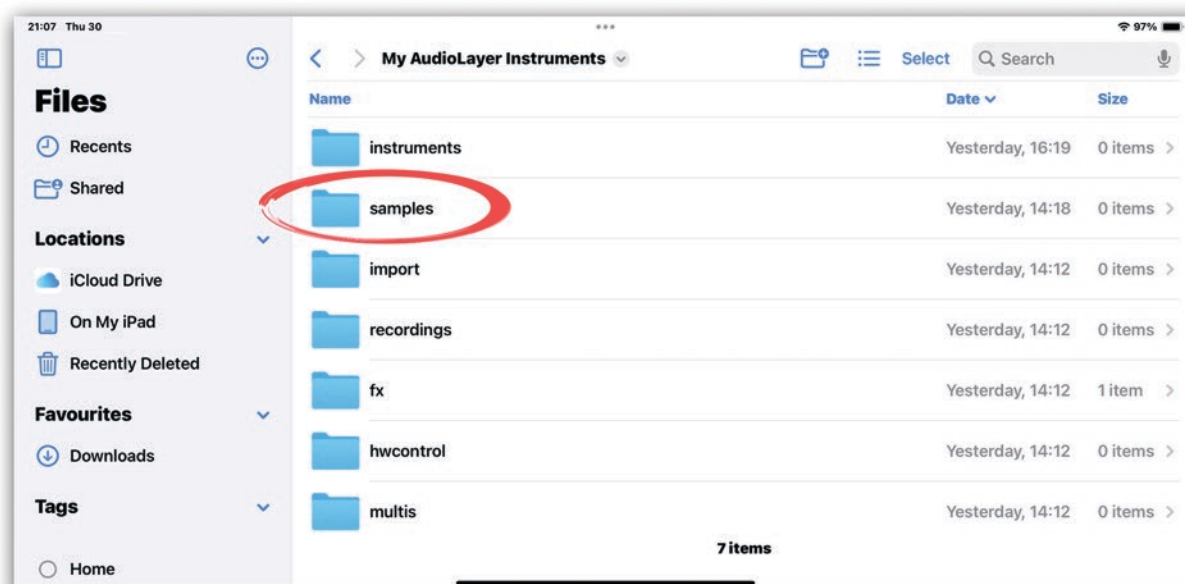 21:07 Thu 30
97%
Files
Recents
Shared
Locations
iCloud Drive
On My iPad
Recently Deleted
Favourites
Downloads
Tags
Home
My AudioLayer Instruments
Select
Search
Name Date Size
instruments Yesterday, 16:19 0 items
samples Yesterday, 14:18 0 items
import Yesterday, 14:12 0 items
recordings Yesterday, 14:12 0 items
fx Yesterday, 14:12 1 item
hwcontrol Yesterday, 14:12 0 items
multis Yesterday, 14:12 0 items
7 items